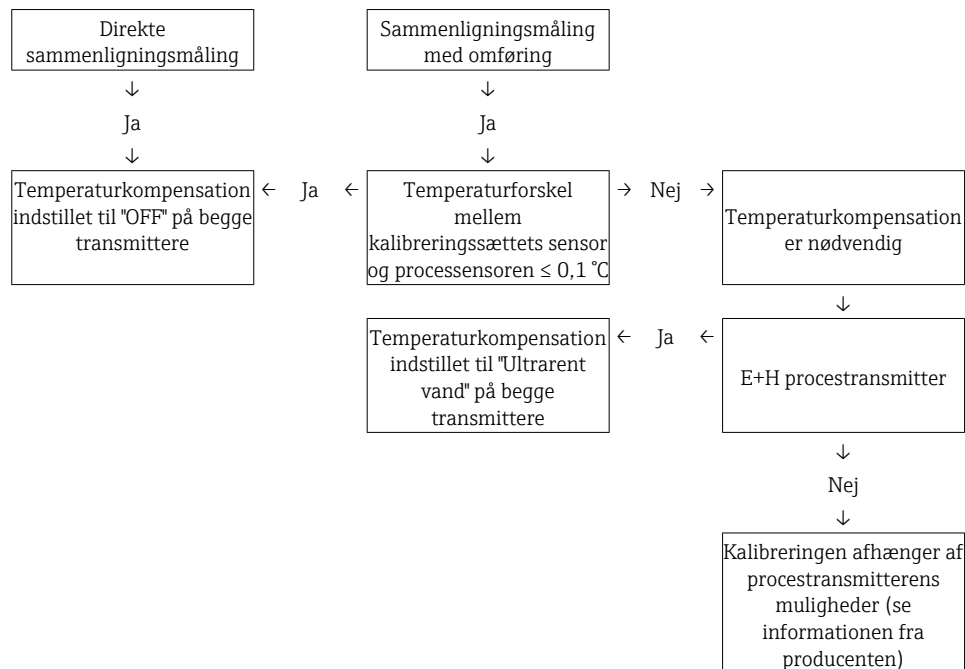 Direkte
sammenligningsmåling
Sammenligningsmåling
med omføring
↓
↓
Ja
Ja
↓
↓
Temperaturkompensation
indstillet til "OFF" på begge
transmittere
← Ja ←
Temperaturforskel
mellem
kalibreringssættets sensor
og processensoren ≤ 0,1 °C
→ Nej →
Temperaturkompensation
er nødvendig
↓
Temperaturkompensation
indstillet til "Ultrarent
vand" på begge
transmittere
← Ja ←
E+H procestransmitter
↓
Nej
↓
Kalibreringen afhænger af
procestransmitterens
muligheder (se
informationen fra
producenten)